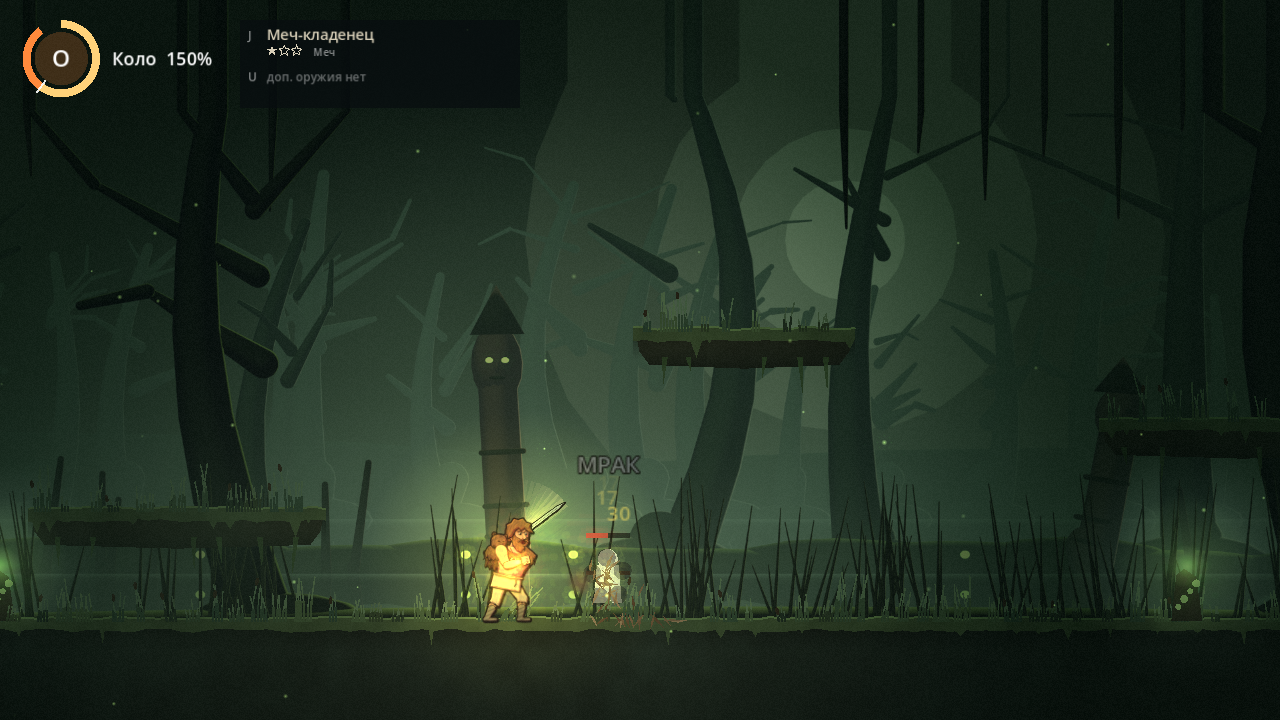 O
Коло 150%
J Меч-кладенец
★☆☆ Меч
U доп. оружия нет
МРАК
17
30